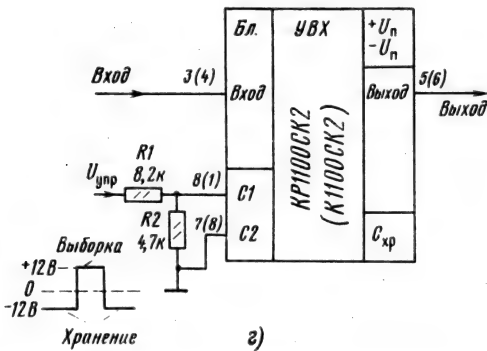 Бл.
УВХ
+Uп
−Uп
Вход
3(4)
Вход
Выход
5(6)
Выход
КР1100СК2
(К1100СК2)
R1
8,2к
Uупр
8(1)
С1
R2
4,7к
7(8)
С2
Cхр
Выборка
+12В
0
−12В
Хранение
г)